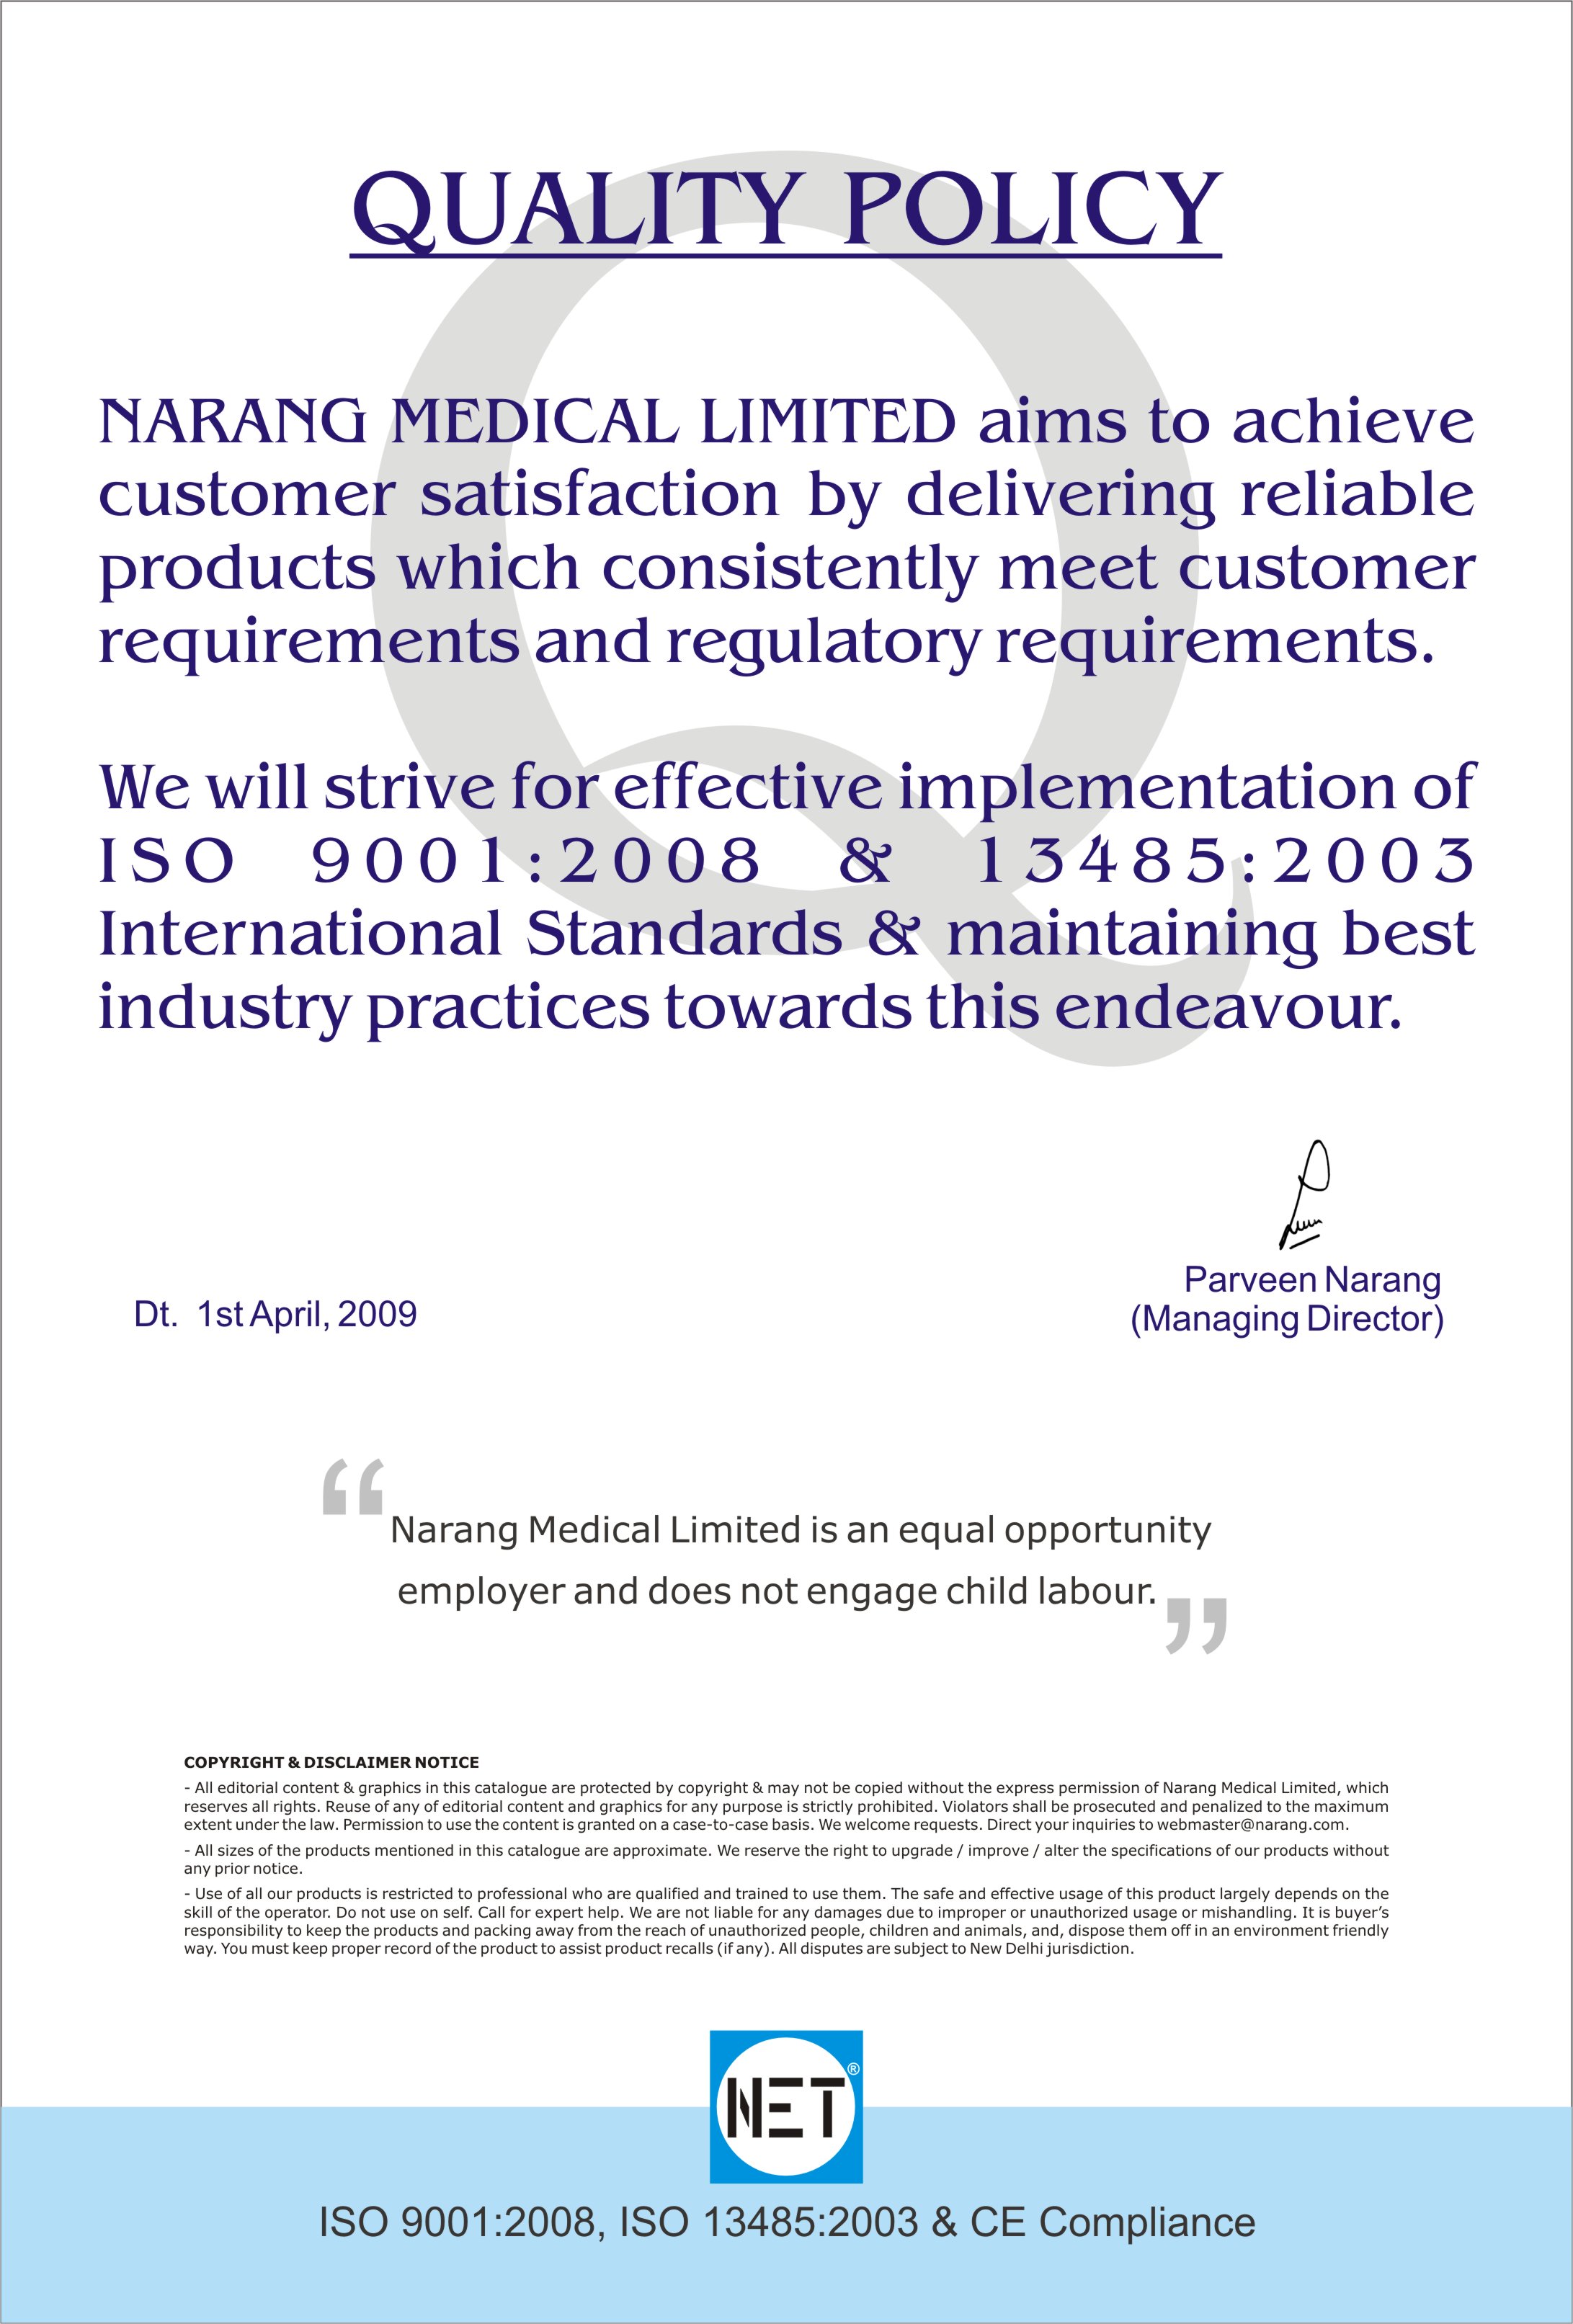 QUALITY POLICY
NARANG MEDICAL LIMITED aims to achieve
customer satisfaction by delivering reliable
products which consistently meet customer
requirements and regulatory requirements.
We will strive for effective implementation of
ISO 9001:2008 & 13485:2003
International Standards & maintaining best
industry practices towards this endeavour.
Parveen Narang
Dt. 1st April, 2009
(Managing Director)
“
Narang Medical Limited is an equal opportunity
employer and does not engage child labour.
”
COPYRIGHT & DISCLAIMER NOTICE
- All editorial content & graphics in this catalogue are protected by copyright & may not be copied without the express permission of Narang Medical Limited, which
reserves all rights. Reuse of any of editorial content and graphics for any purpose is strictly prohibited. Violators shall be prosecuted and penalized to the maximum
extent under the law. Permission to use the content is granted on a case-to-case basis. We welcome requests. Direct your inquiries to webmaster@narang.com.
- All sizes of the products mentioned in this catalogue are approximate. We reserve the right to upgrade / improve / alter the specifications of our products without
any prior notice.
- Use of all our products is restricted to professional who are qualified and trained to use them. The safe and effective usage of this product largely depends on the
skill of the operator. Do not use on self. Call for expert help. We are not liable for any damages due to improper or unauthorized usage or mishandling. It is buyer’s
responsibility to keep the products and packing away from the reach of unauthorized people, children and animals, and, dispose them off in an environment friendly
way. You must keep proper record of the product to assist product recalls (if any). All disputes are subject to New Delhi jurisdiction.
NET®
ISO 9001:2008, ISO 13485:2003 & CE Compliance